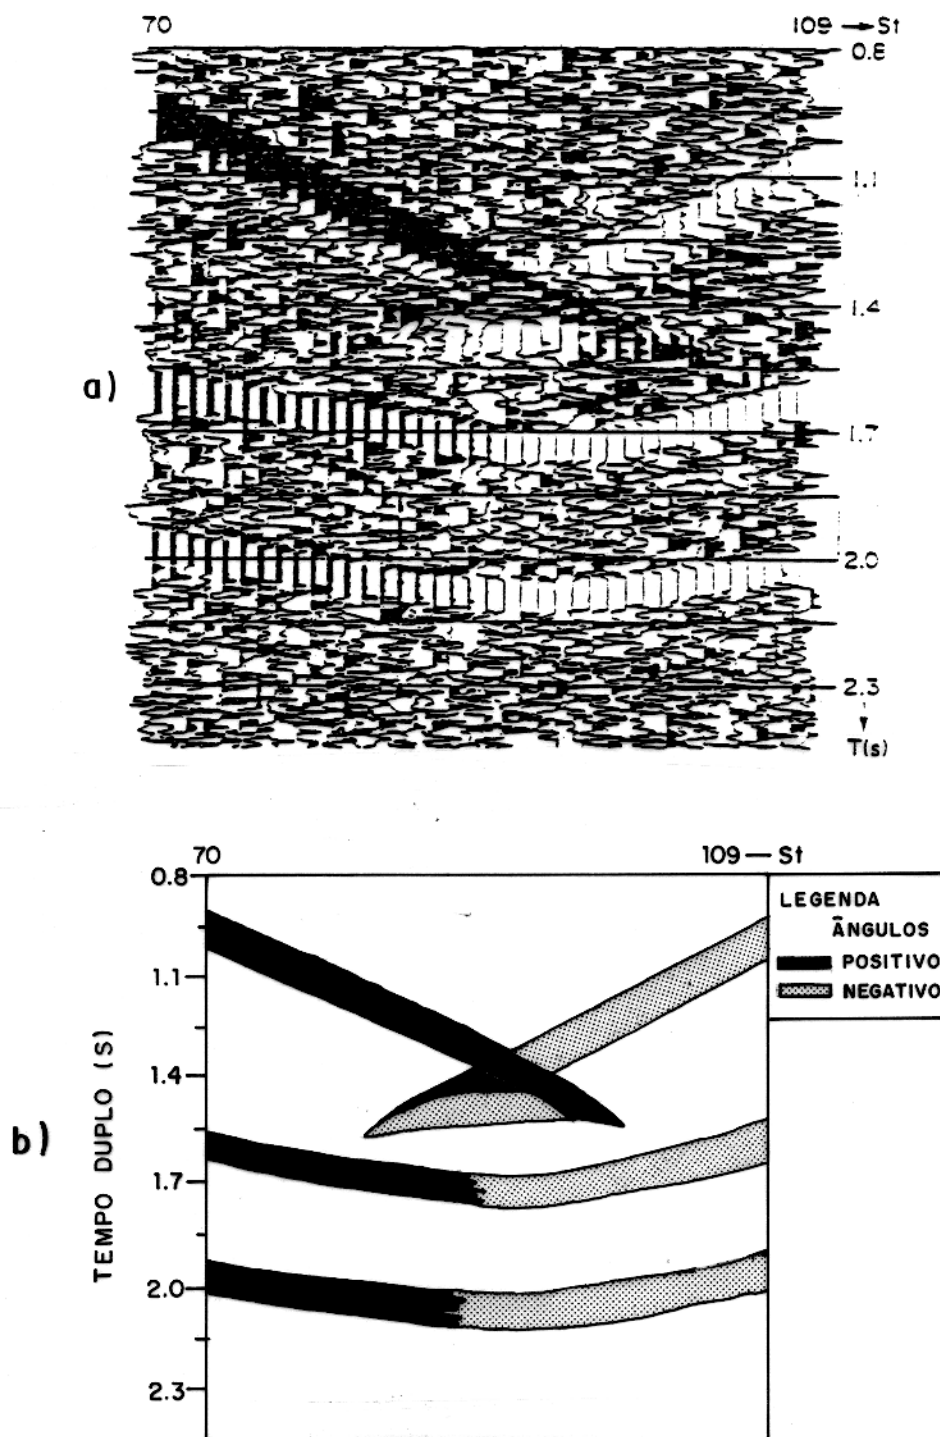 70
109 → St
0.8
1.1
1.4
a)
1.7
2.0
2.3
T(s)
70
109 — St
0.8
LEGENDA
ÂNGULOS
POSITIVO
NEGATIVO
1.1
1.4
TEMPO DUPLO (S)
b)
1.7
2.0
2.3